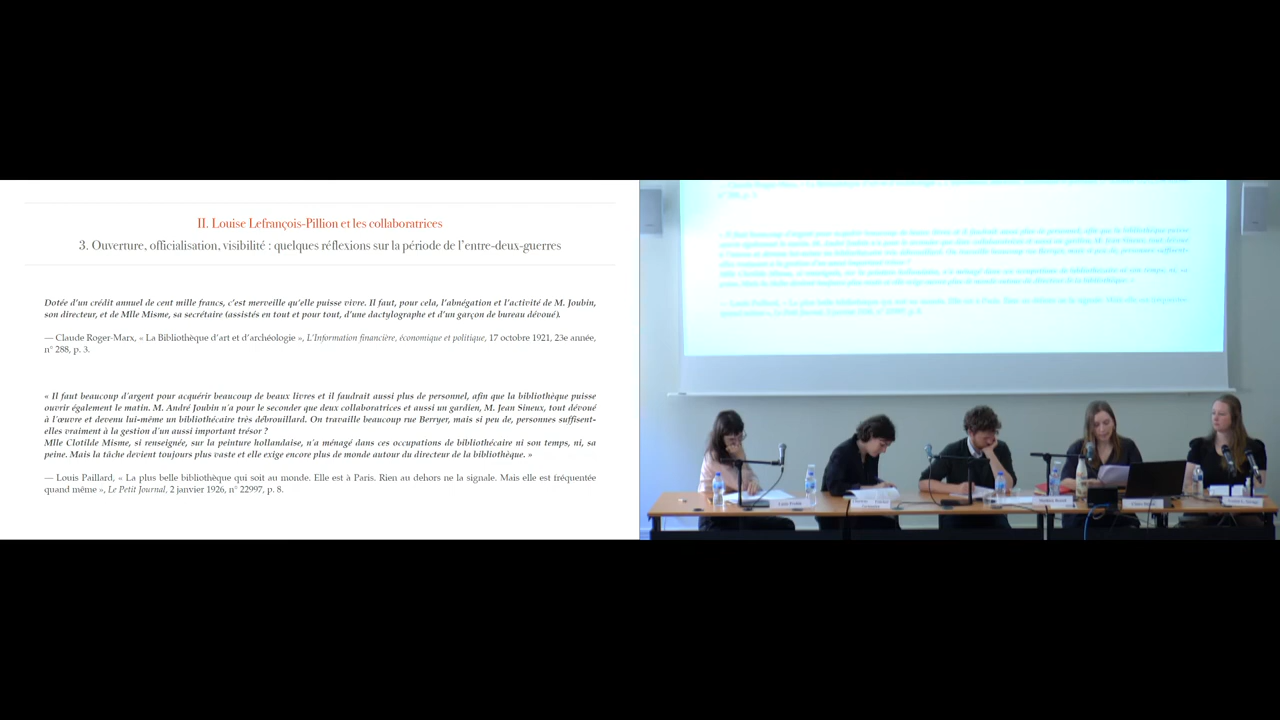 II. Louise Lefrançois-Pillion et les collaboratrices
3. Ouverture, officialisation, visibilité : quelques réflexions sur la période de l'entre-deux-guerres
Dotée d'un crédit annuel de cent mille francs, c'est merveille qu'elle puisse vivre. Il faut, pour cela, l'abnégation et l'activité de M. Joubin,
son directeur, et de Mlle Misme, sa secrétaire (assistés en tout et pour tout, d'une dactylographe et d'un garçon de bureau dévoué).
— Claude Roger-Marx, « La Bibliothèque d'art et d'archéologie », L'Information financière, économique et politique, 17 octobre 1921, 23e année,
n° 288, p. 3.
« Il faut beaucoup d'argent pour acquérir beaucoup de beaux livres et il faudrait aussi plus de personnel, afin que la bibliothèque puisse
ouvrir également le matin. M. André Joubin n'a pour le seconder que deux collaboratrices et aussi un gardien, M. Jean Sineux, tout dévoué
à l'œuvre et devenu lui-même un bibliothécaire très débrouillard. On travaille beaucoup rue Berryer, mais si peu de, personnes suffisent-
elles vraiment à la gestion d'un aussi important trésor ?
Mlle Clotilde Misme, si renseignée, sur la peinture hollandaise, n'a ménagé dans ces occupations de bibliothécaire ni son temps, ni, sa
peine. Mais la tâche devient toujours plus vaste et elle exige encore plus de monde autour du directeur de la bibliothèque. »
— Louis Paillard, « La plus belle bibliothèque qui soit au monde. Elle est à Paris. Rien au dehors ne la signale. Mais elle est fréquentée
quand même », Le Petit Journal, 2 janvier 1926, n° 22997, p. 8.